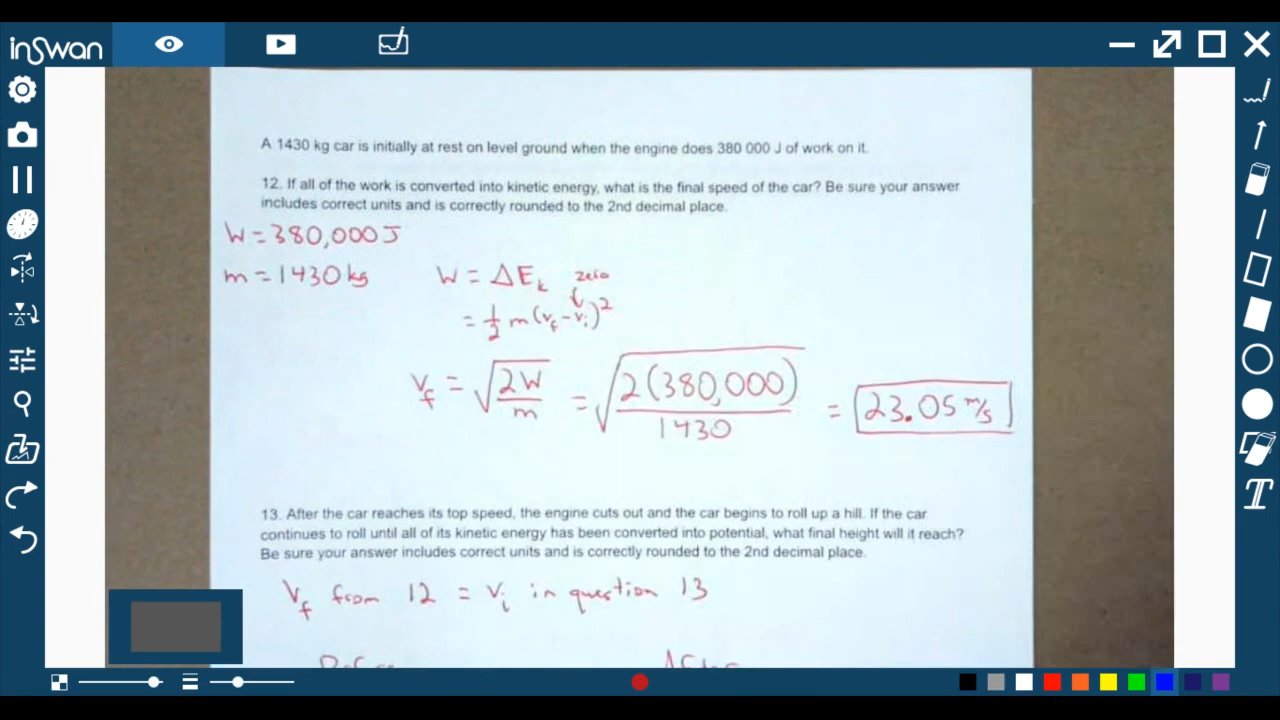 inSwan
A 1430 kg car is initially at rest on level ground when the engine does 380 000 J of work on it.
12. If all of the work is converted into kinetic energy, what is the final speed of the car? Be sure your answer
includes correct units and is correctly rounded to the 2nd decimal place.
W = 380,000 J
m = 1430 kg
W = ΔE_k
zero
= 1/2 m(v_f - v_i)^2
v_f = √(2W/m) = √(2(380,000)/1430) = 23.05 m/s
13. After the car reaches its top speed, the engine cuts out and the car begins to roll up a hill. If the car
continues to roll until all of its kinetic energy has been converted into potential, what final height will it reach?
Be sure your answer includes correct units and is correctly rounded to the 2nd decimal place.
V_f from 12 = v_i in question 13
T